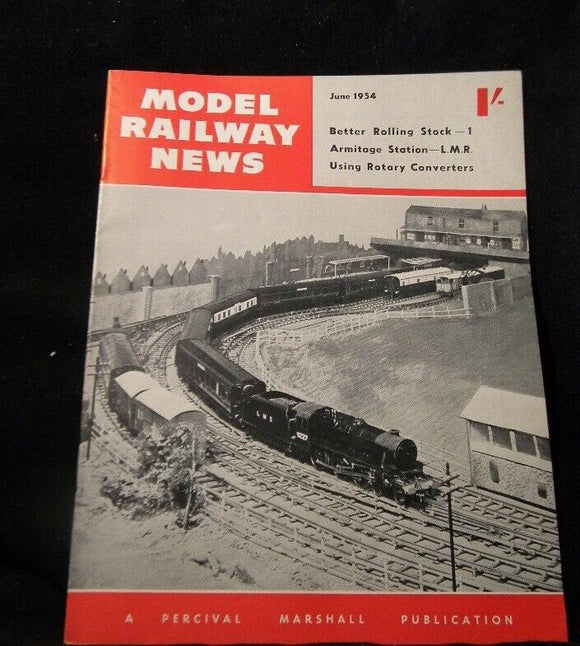 MODEL
RAILWAY
NEWS
June 1954
1/-
Better Rolling Stock—1
Armitage Station—L.M.R.
Using Rotary Converters
L M S
A PERCIVAL MARSHALL PUBLICATION